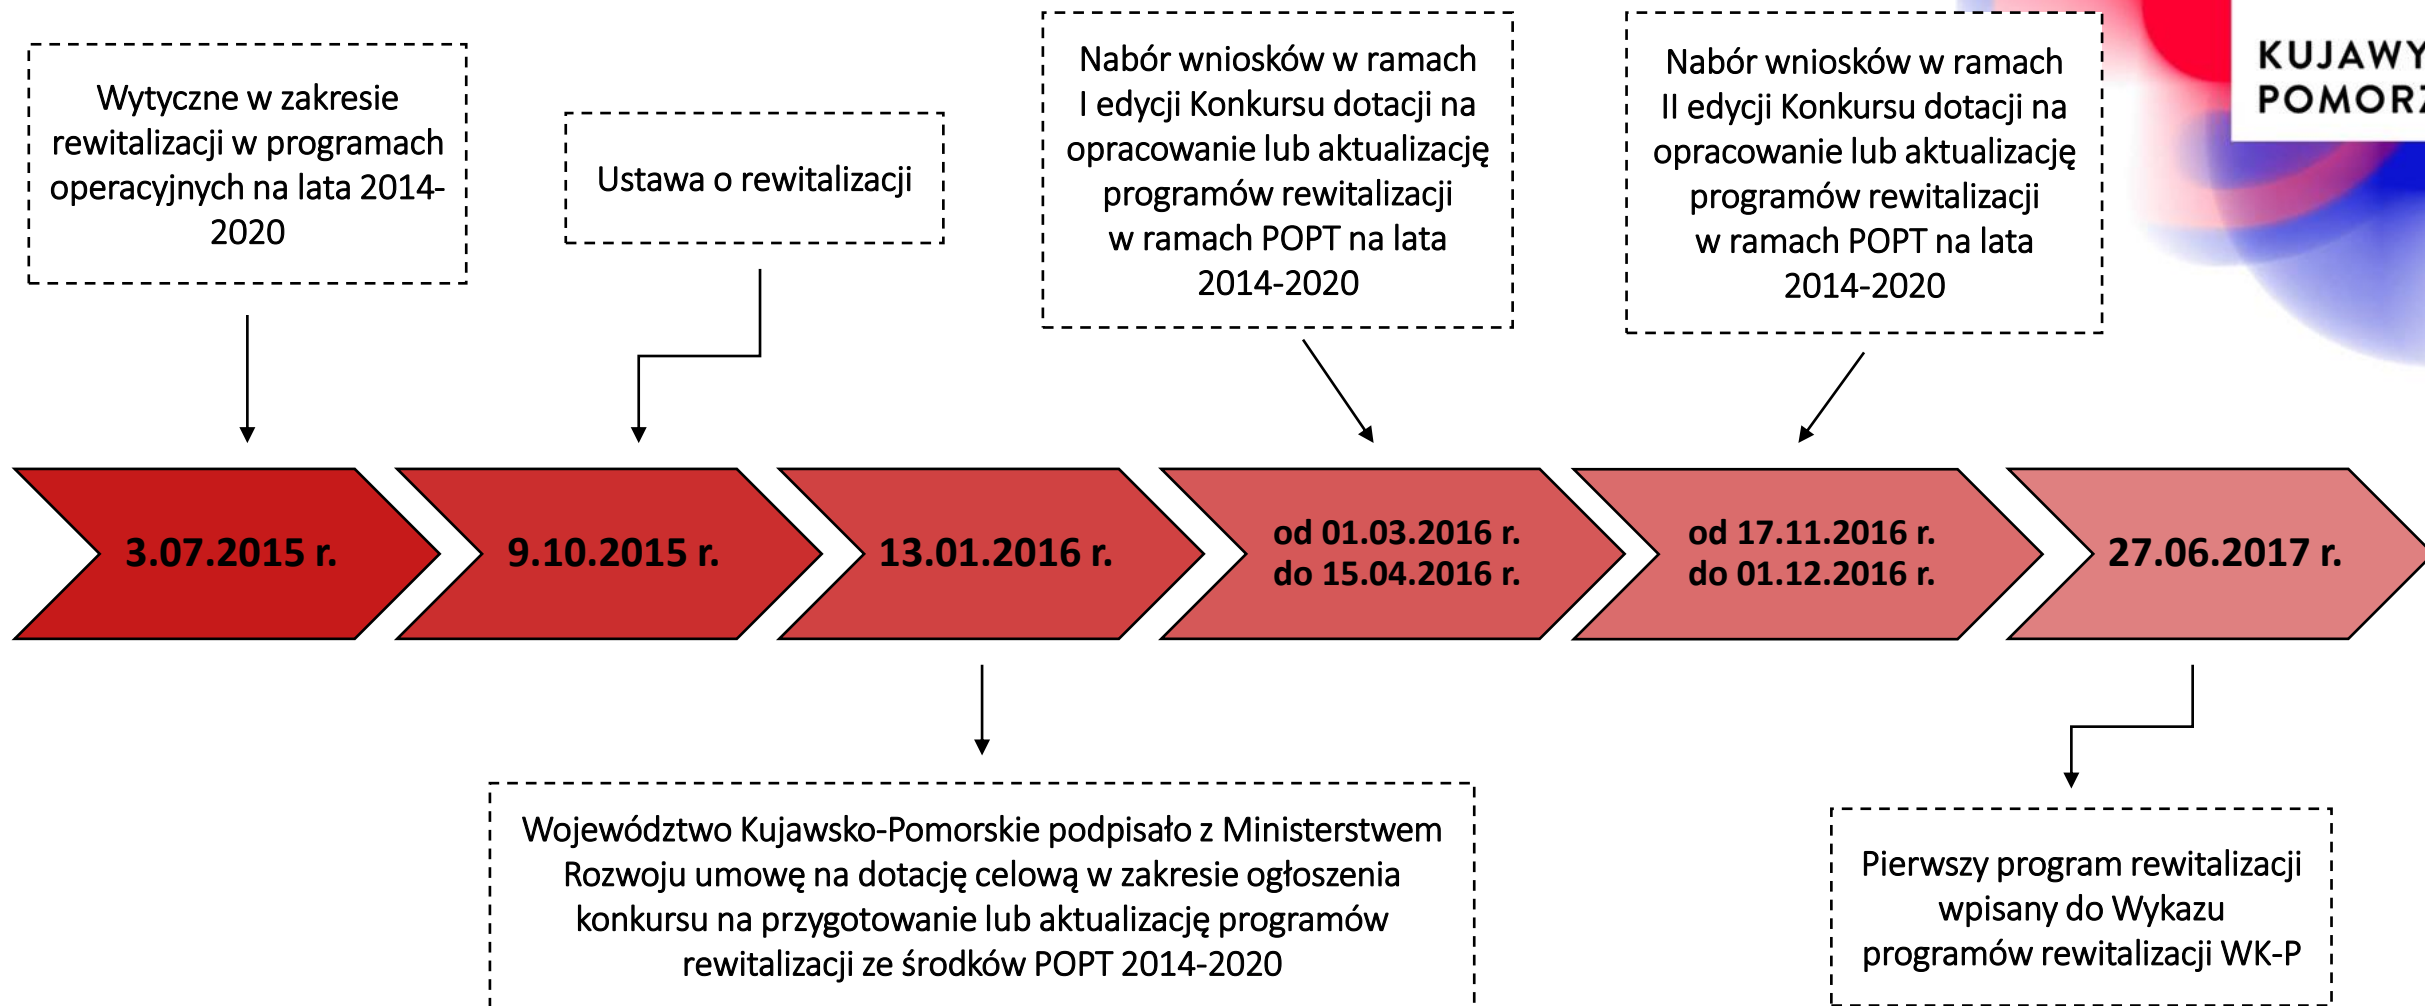 Wytyczne w zakresie
rewitalizacji w programach
operacyjnych na lata 2014-
2020
Ustawa o rewitalizacji
Nabór wniosków w ramach
I edycji Konkursu dotacji na
opracowanie lub aktualizację
programów rewitalizacji
w ramach POPT na lata
2014-2020
Nabór wniosków w ramach
II edycji Konkursu dotacji na
opracowanie lub aktualizację
programów rewitalizacji
w ramach POPT na lata
2014-2020
KUJAWY
POMORZ
3.07.2015 r.
9.10.2015 r.
13.01.2016 r.
od 01.03.2016 r.
do 15.04.2016 r.
od 17.11.2016 r.
do 01.12.2016 r.
27.06.2017 r.
Województwo Kujawsko-Pomorskie podpisało z Ministerstwem
Rozwoju umowę na dotację celową w zakresie ogłoszenia
konkursu na przygotowanie lub aktualizację programów
rewitalizacji ze środków POPT 2014-2020
Pierwszy program rewitalizacji
wpisany do Wykazu
programów rewitalizacji WK-P